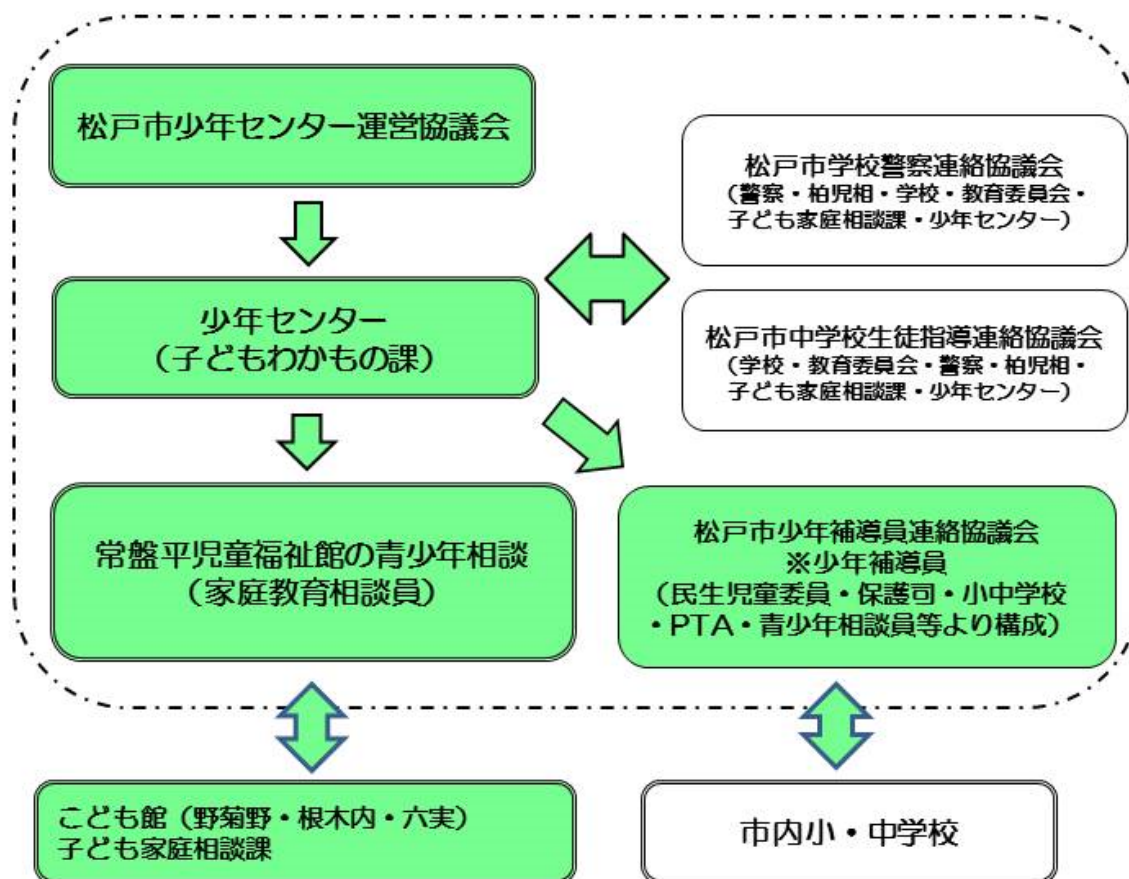 松戸市少年センター運営協議会
松戸市学校警察連絡協議会
（警察・柏児相・学校・教育委員会・
子ども家庭相談課・少年センター）
少年センター
（子どもわかもの課）
松戸市中学校生徒指導連絡協議会
（学校・教育委員会・警察・柏児相・
子ども家庭相談課・少年センター）
常盤平児童福祉館の青少年相談
（家庭教育相談員）
松戸市少年補導員連絡協議会
※少年補導員
（民生児童委員・保護司・小中学校
・PTA・青少年相談員等より構成）
こども館（野菊野・根木内・六実）
子ども家庭相談課
市内小・中学校